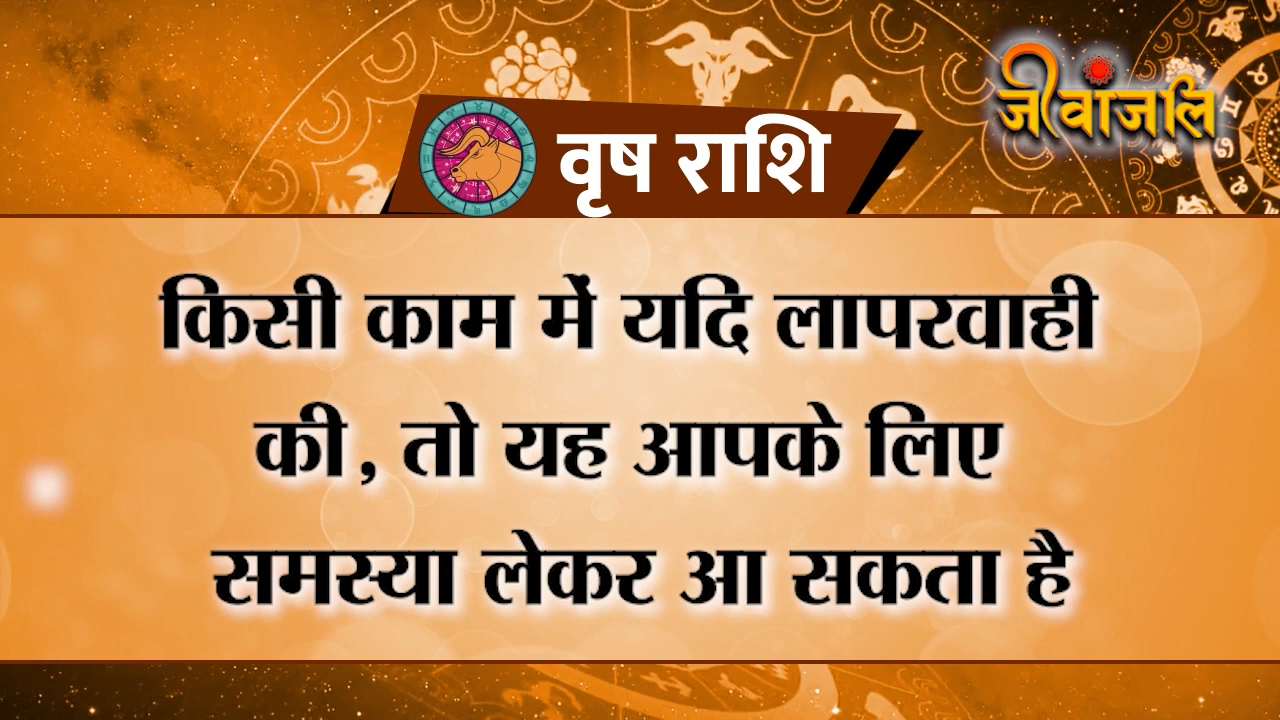 जीवांजलि
वृष राशि
किसी काम में यदि लापरवाही
की, तो यह आपके लिए
समस्या लेकर आ सकता है